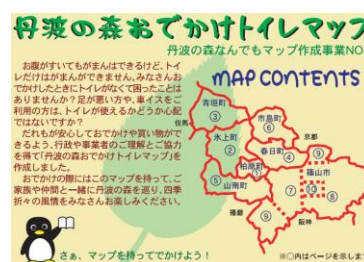 丹波の森おでかけトイレマップ
丹波の森なんでもマップ作成事業NO
お腹がすいてもがまんはできるけど、トイ
レだけはがまんができません。みなさんお
でかけしたときにトイレがなくて困ったことは
ありませんか?足が悪い方や、車イスをご
利用の方は、トイレが使えるかどうか心配
ではないですか?
だれもが安心しておでかけや買い物がで
きるよう、行政や事業者のご理解とご協力
を得て「丹波の森おでかけトイレマップ」を
作成しました。
おでかけの際にはこのマップを持って、ご
家族や仲間と一緒に丹波の森を巡り、四季
折々の風情をみなさんお楽しみください。
さぁ、マップを持ってでかけよう!
MAP CONTENTS
但馬
青垣町
③
市島町
⑥
京都
氷上町
②
春日町
④
⑨
柏原町
①
篠山市
⑤
山南町
⑦
⑩
⑧
播磨
⑨
阪神
※○内はページを示しま